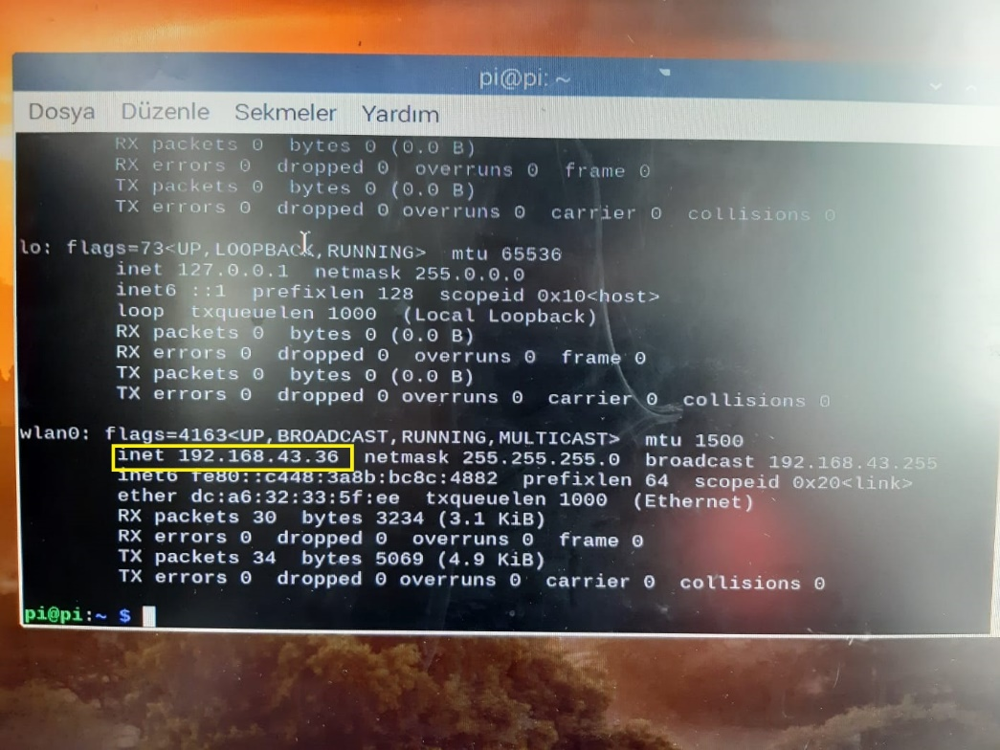 pi@pi: ~
Dosya Düzenle Sekmeler Yardım
RX packets 0 bytes 0 (0.0 B)
RX errors 0 dropped 0 overruns 0 frame 0
TX packets 0 bytes 0 (0.0 B)
TX errors 0 dropped 0 overruns 0 carrier 0 collisions 0
lo: flags=73<UP,LOOPBACK,RUNNING> mtu 65536
inet 127.0.0.1 netmask 255.0.0.0
inet6 ::1 prefixlen 128 scopeid 0x10<host>
loop txqueuelen 1000 (Local Loopback)
RX packets 0 bytes 0 (0.0 B)
RX errors 0 dropped 0 overruns 0 frame 0
TX packets 0 bytes 0 (0.0 B)
TX errors 0 dropped 0 overruns 0 carrier 0 collisions 0
wlan0: flags=4163<UP,BROADCAST,RUNNING,MULTICAST> mtu 1500
inet 192.168.43.36 netmask 255.255.255.0 broadcast 192.168.43.255
inet6 fe80::c448:3a8b:bc8c:4882 prefixlen 64 scopeid 0x20<link>
ether dc:a6:32:33:5f:ee txqueuelen 1000 (Ethernet)
RX packets 30 bytes 3234 (3.1 KiB)
RX errors 0 dropped 0 overruns 0 frame 0
TX packets 34 bytes 5069 (4.9 KiB)
TX errors 0 dropped 0 overruns 0 carrier 0 collisions 0
pi@pi:~ $